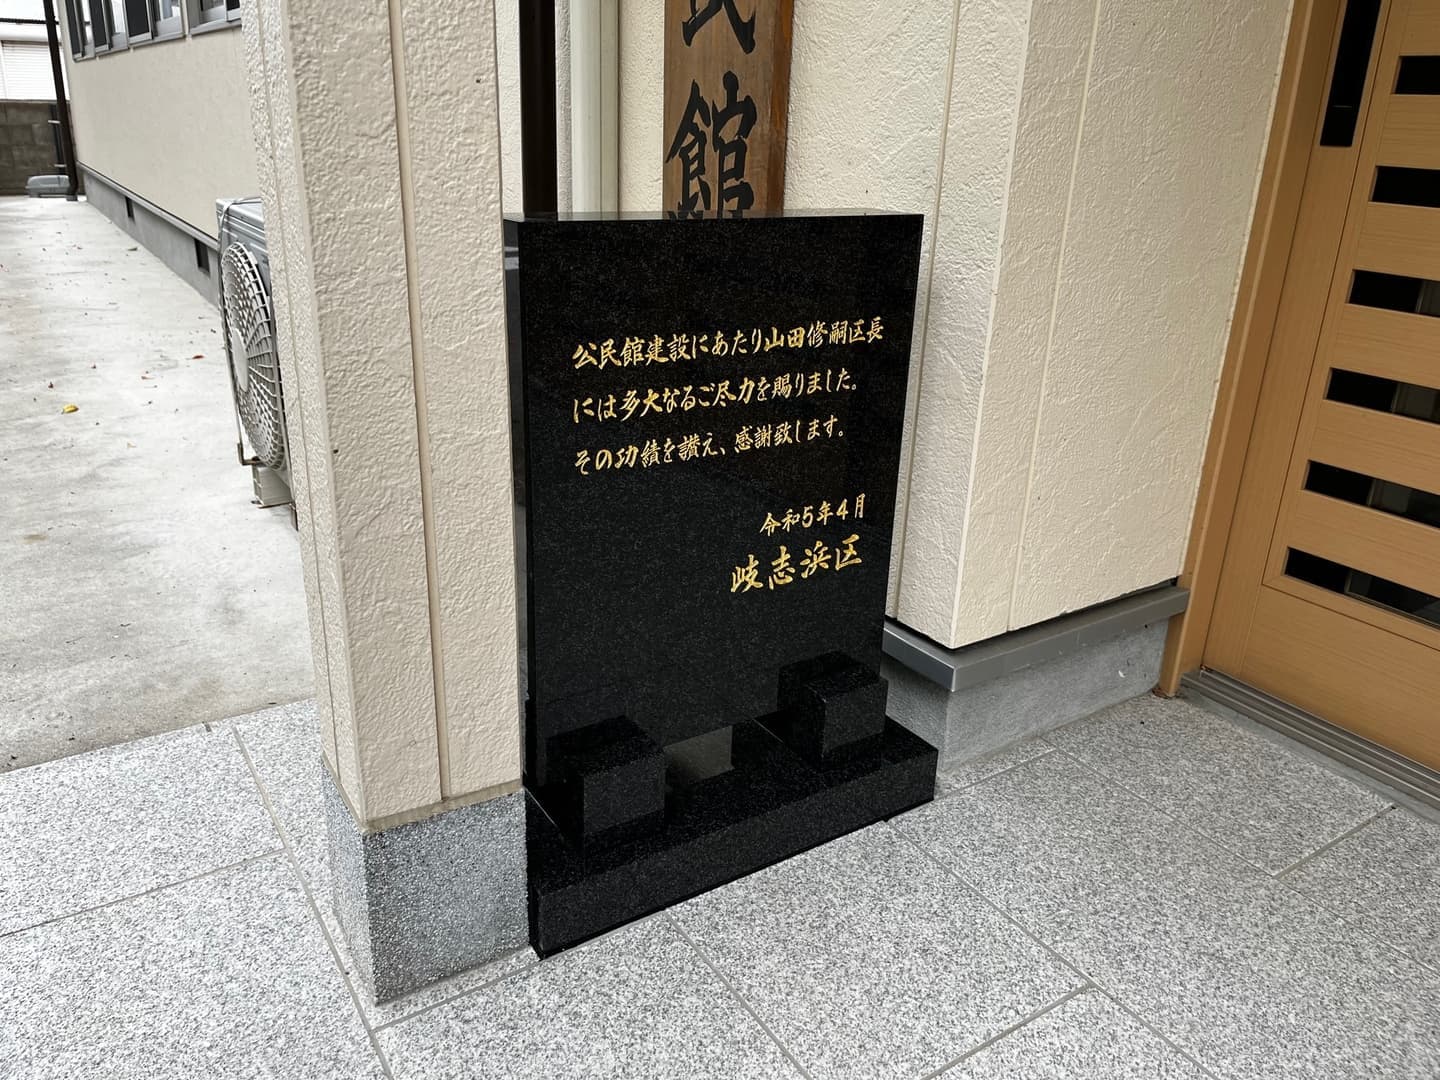 民館
公民館建設にあたり山田修嗣区長
には多大なるご尽力を賜りました。
その功績を讃え、感謝致します。
令和5年4月
岐志浜区